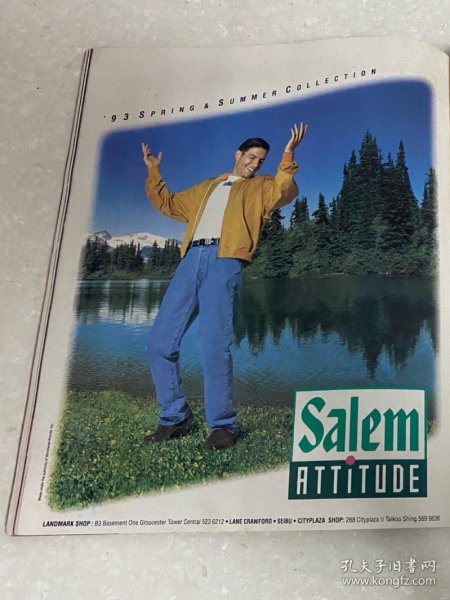 '93 SPRING & SUMMER COLLECTION
Salem
ATTITUDE
LANDMARK SHOP : B3 Basement One Gloucester Tower Central 523 6212 • LANE CRAWFORD • SEIBU • CITYPLAZA SHOP: 268 Cityplaza II Taikoo Shing 569 9636
孔夫子旧书网
www.kongfz.com